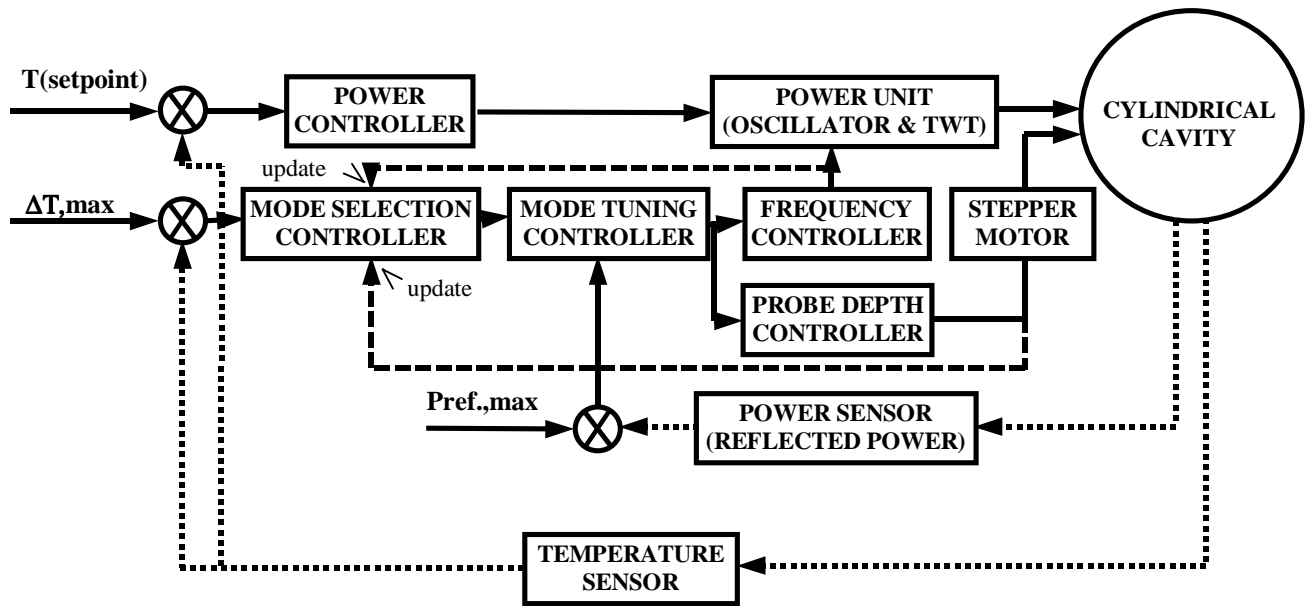 T(setpoint)
POWER
CONTROLLER
POWER UNIT
(OSCILLATOR & TWT)
CYLINDRICAL
CAVITY
update
ΔT,max
MODE SELECTION
CONTROLLER
MODE TUNING
CONTROLLER
FREQUENCY
CONTROLLER
STEPPER
MOTOR
update
PROBE DEPTH
CONTROLLER
Pref.,max
POWER SENSOR
(REFLECTED POWER)
TEMPERATURE
SENSOR